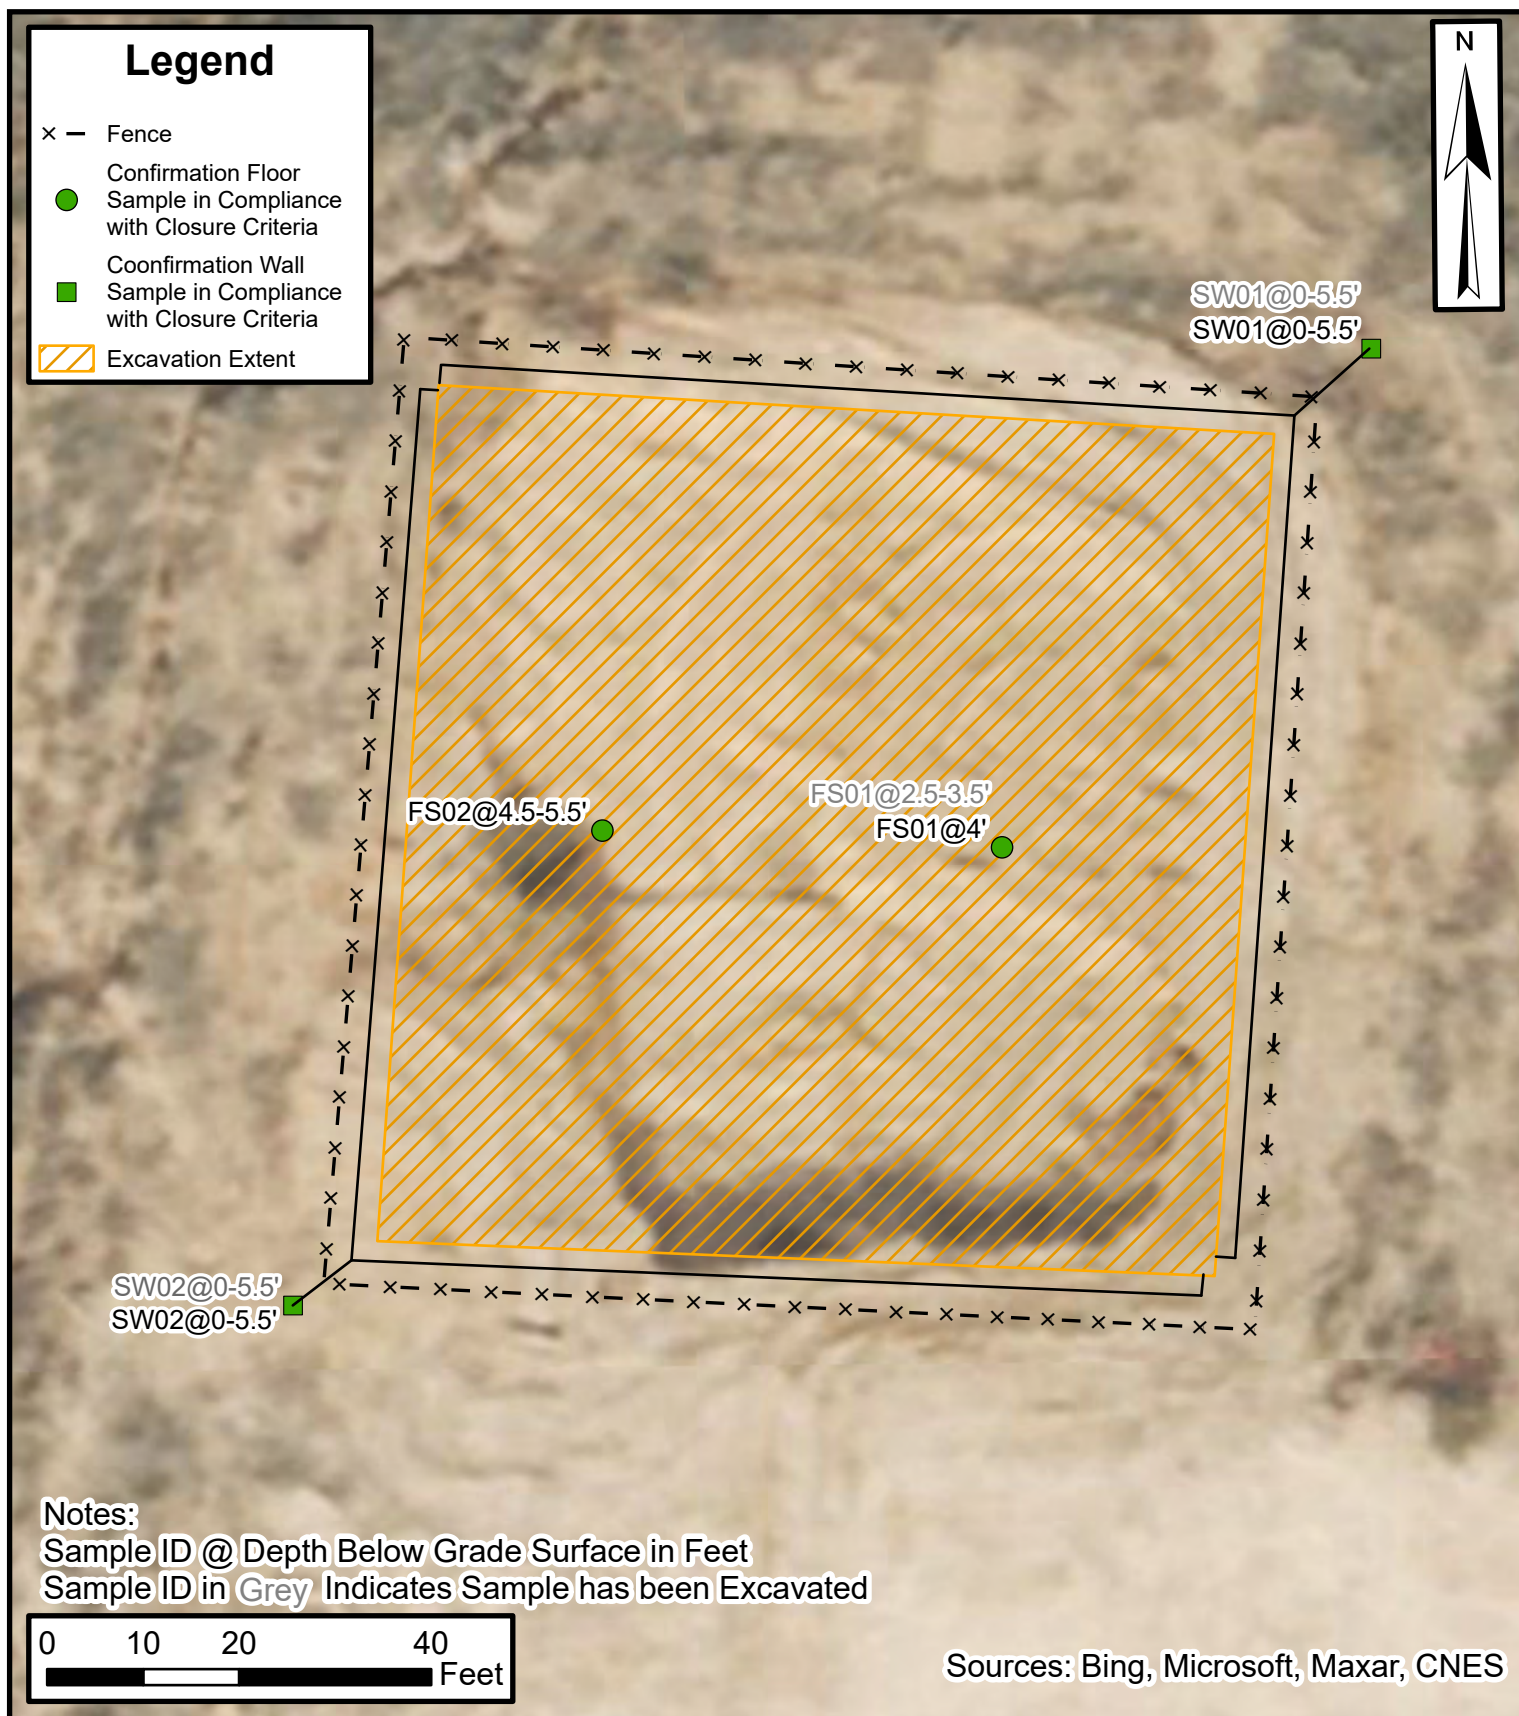 Legend
Fence
Confirmation Floor
Sample in Compliance
with Closure Criteria
Coonfirmation Wall
Sample in Compliance
with Closure Criteria
Excavation Extent
N
SW01@0-5.5'
SW01@0-5.5'
FS02@4.5-5.5'
FS01@2.5-3.5'
FS01@4'
SW02@0-5.5'
SW02@0-5.5'
Notes:
Sample ID @ Depth Below Grade Surface in Feet
Sample ID in Grey Indicates Sample has been Excavated
0 10 20 40
Feet
Sources: Bing, Microsoft, Maxar, CNES